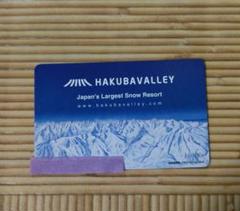 HAKUBAVALLEY
Japan's Largest Snow Resort
www.hakubavalley.com